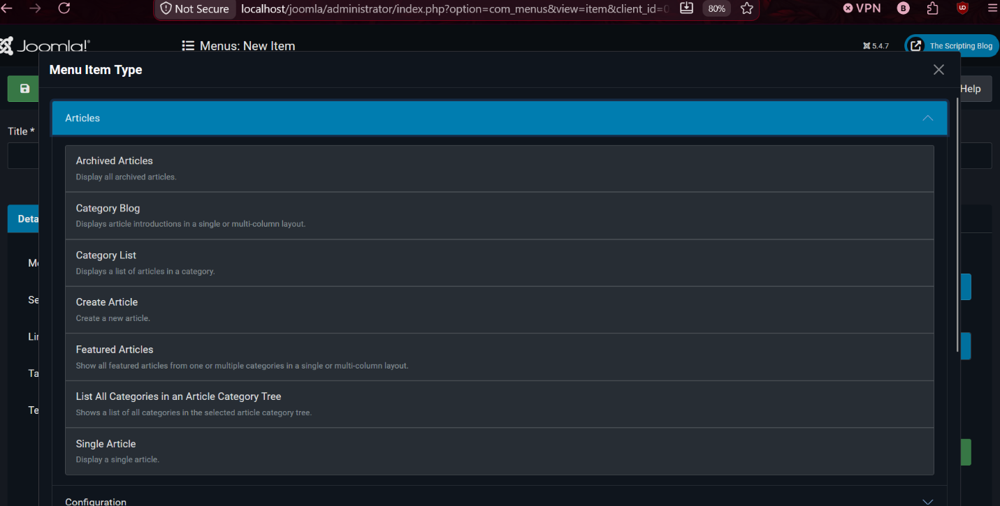 Not Secure localhost/joomla/administrator/index.php?option=com_menus&view=item&client_id=0 80% VPN B UD
Joomla!® Menus: New Item 5.4.7 The Scripting Blog
Menu Item Type
Help
Articles
Title *
Archived Articles
Display all archived articles.
Category Blog
Displays article introductions in a single or multi-column layout.
Deta
Category List
Displays a list of articles in a category.
Me
Create Article
Create a new article.
Se
Featured Articles
Show all featured articles from one or multiple categories in a single or multi-column layout.
Lin
Ta
List All Categories in an Article Category Tree
Shows a list of all categories in the selected article category tree.
Te
Single Article
Display a single article.
Configuration